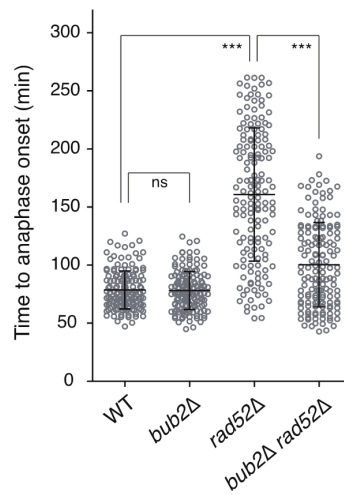 Time to anaphase onset (min)
300
250
200
150
100
50
0
***
***
ns
WT
bub2Δ
rad52Δ
bub2Δ rad52Δ